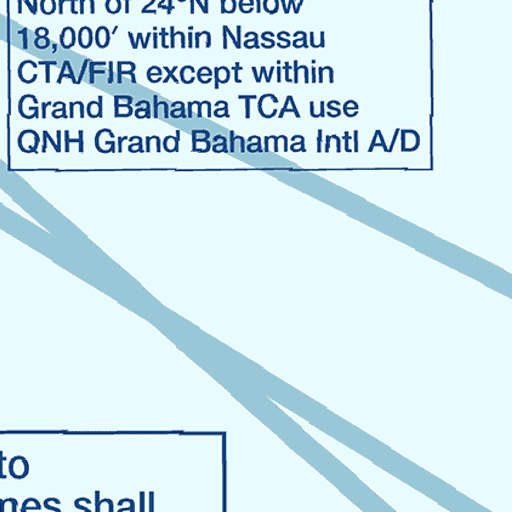 North of 24°N below
18,000′ within Nassau
CTA/FIR except within
Grand Bahama TCA use
QNH Grand Bahama Intl A/D
to
mes shall